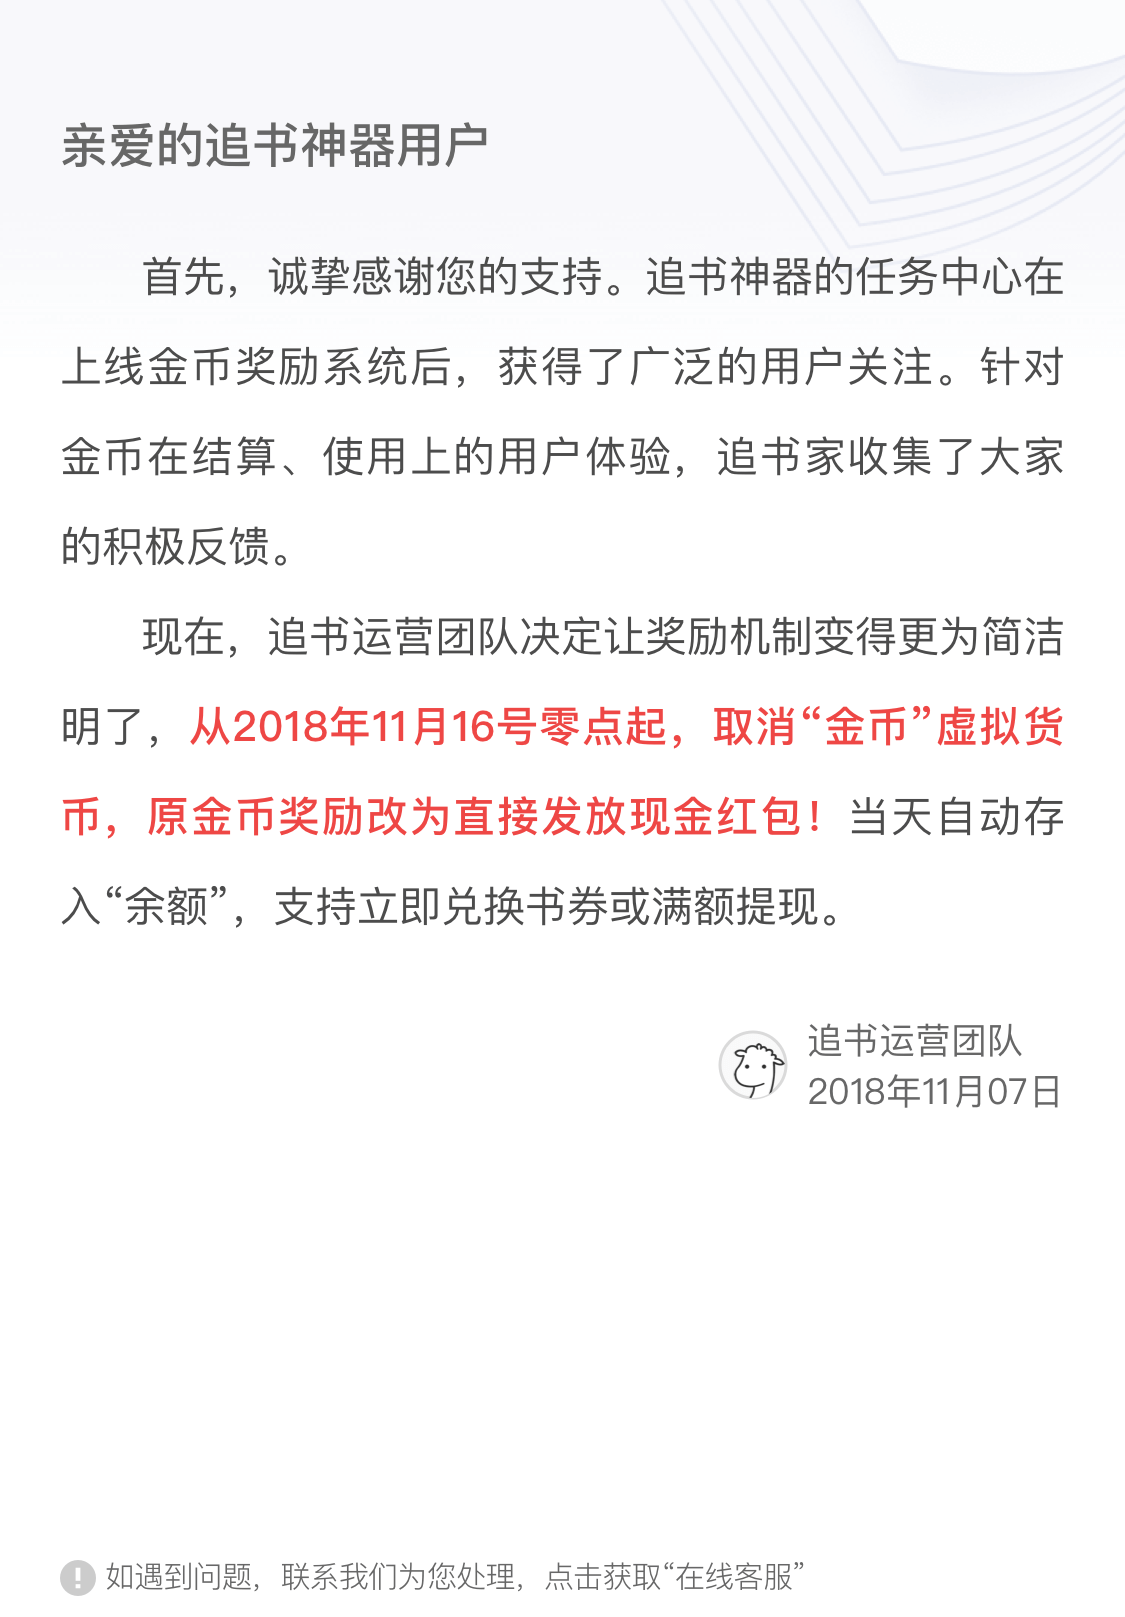 亲爱的追书神器用户
首先，诚挚感谢您的支持。追书神器的任务中心在
上线金币奖励系统后，获得了广泛的用户关注。针对
金币在结算、使用上的用户体验，追书家收集了大家
的积极反馈。
现在，追书运营团队决定让奖励机制变得更为简洁
明了，从2018年11月16号零点起，取消“金币”虚拟货
币，原金币奖励改为直接发放现金红包！当天自动存
入“余额”，支持立即兑换书券或满额提现。
追书运营团队
2018年11月07日
如遇到问题，联系我们为您处理，点击获取“在线客服”